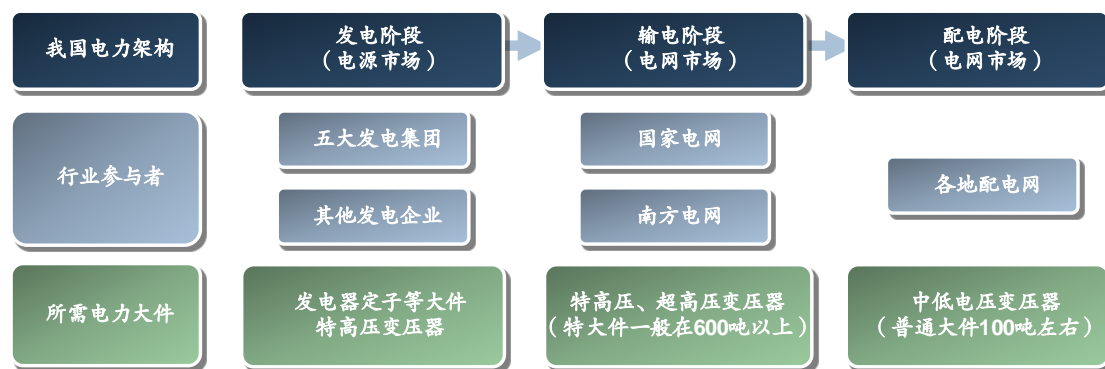 我国电力架构
发电阶段
（电源市场）
输电阶段
（电网市场）
配电阶段
（电网市场）
行业参与者
五大发电集团
国家电网
各地配电网
其他发电企业
南方电网
所需电力大件
发电器定子等大件
特高压变压器
特高压、超高压变压器
（特大件一般在600吨以上）
中低电压变压器
（普通大件100吨左右）